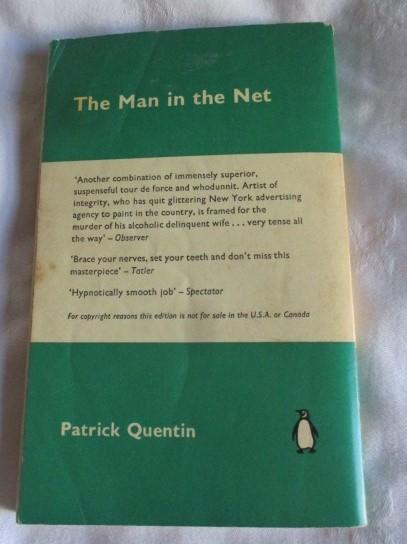 The Man in the Net
‘Another combination of immensely superior,
suspenseful tour de force and whodunnit. Artist of
integrity, who has quit glittering New York advertising
agency to paint in the country, is framed for the
murder of his alcoholic delinquent wife . . . very tense all
the way’ – Observer
‘Brace your nerves, set your teeth and don’t miss this
masterpiece’ – Tatler
‘Hypnotically smooth job’ – Spectator
For copyright reasons this edition is not for sale in the U.S.A. or Canada
Patrick Quentin